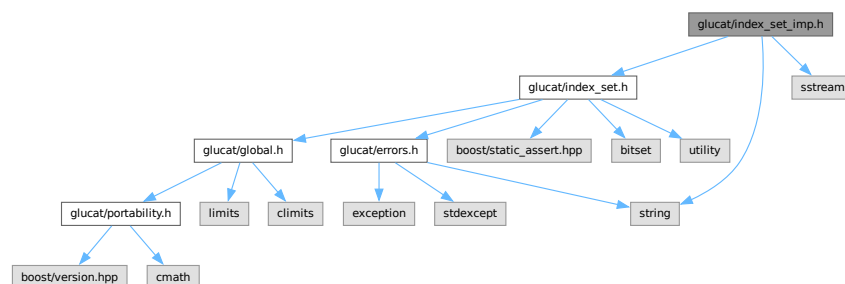 glucat/index_set_imp.h
glucat/index_set.h
sstream
glucat/global.h
glucat/errors.h
boost/static_assert.hpp
bitset
utility
glucat/portability.h
limits
climits
exception
stdexcept
string
boost/version.hpp
cmath